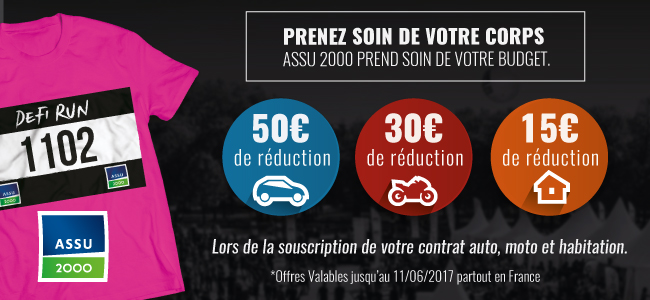 PRENEZ SOIN DE VOTRE CORPS
ASSU 2000 PREND SOIN DE VOTRE BUDGET.
DEFI RUN
1102
ASSU
2000
ASSU
2000
50€
de réduction
30€
de réduction
15€
de réduction
Lors de la souscription de votre contrat auto, moto et habitation.
*Offres Valables jusqu'au 11/06/2017 partout en France